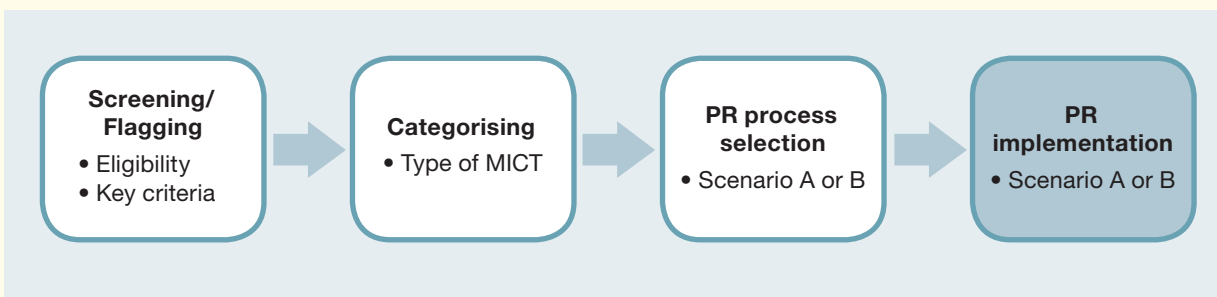 Screening/
Flagging
• Eligibility
• Key criteria
Categorising
• Type of MICT
PR process
selection
• Scenario A or B
PR
implementation
• Scenario A or B